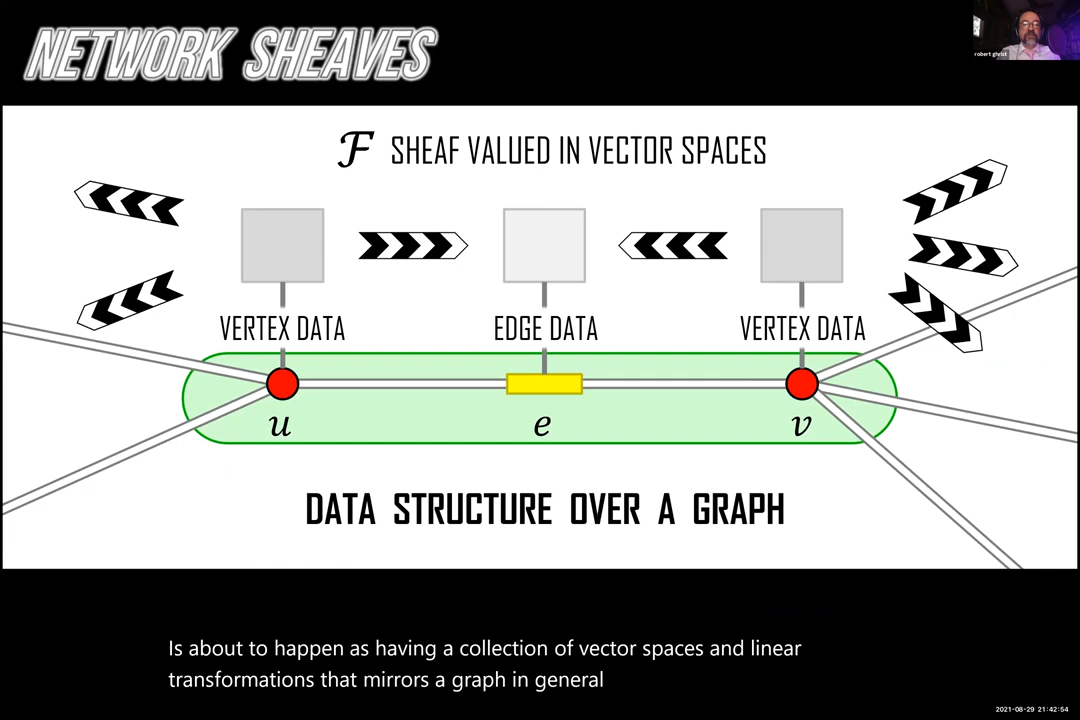 NETWORK SHEAVES
robert ghrist
ℱ SHEAF VALUED IN VECTOR SPACES
VERTEX DATA EDGE DATA VERTEX DATA
u e v
DATA STRUCTURE OVER A GRAPH
Is about to happen as having a collection of vector spaces and linear
transformations that mirrors a graph in general
2021-08-29 21:42:54